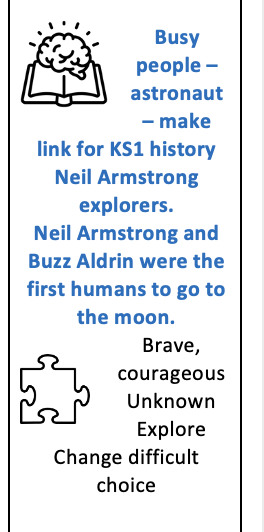 Busy
people –
astronaut
– make
link for KS1 history
Neil Armstrong
explorers.
Neil Armstrong and
Buzz Aldrin were the
first humans to go to
the moon.
Brave,
courageous
Unknown
Explore
Change difficult
choice